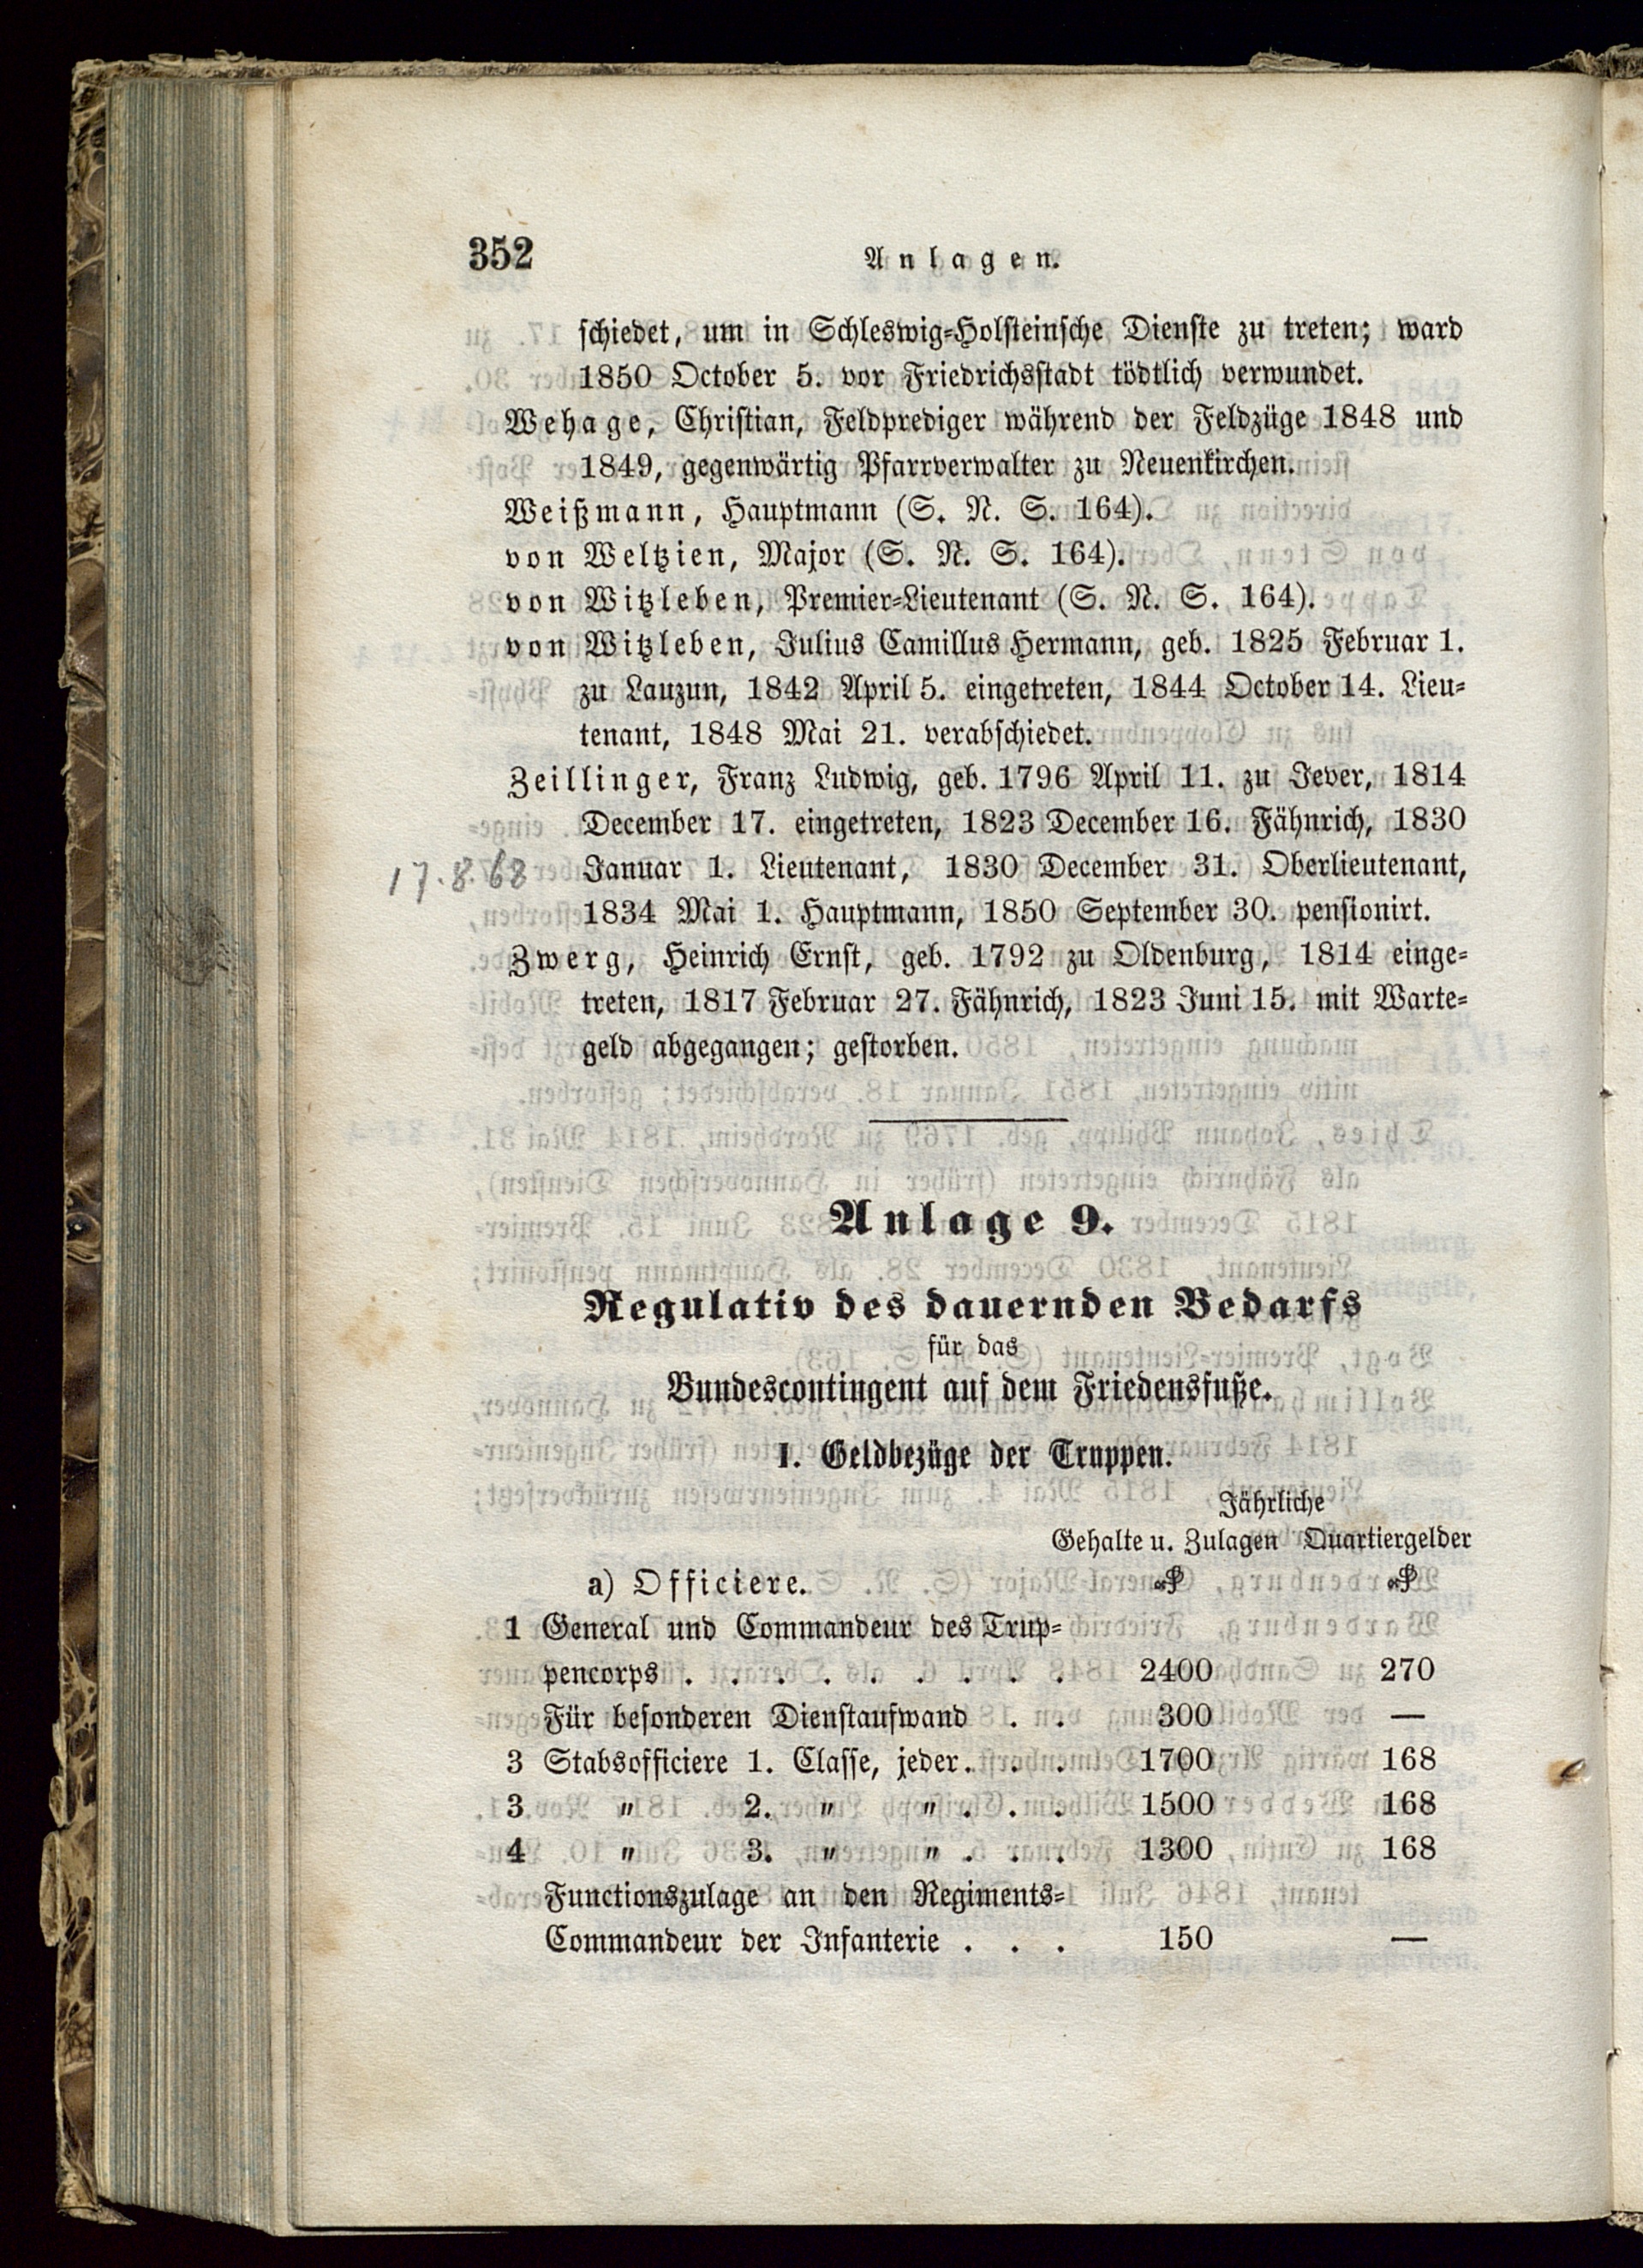 352 Anlagen.
schiedet, um in Schleswig-Holsteinsche Dienste zu treten; ward
1850 October 5. vor Friedrichsstadt tödtlich verwundet.
Wehage, Christian, Feldprediger während der Feldzüge 1848 und
1849, gegenwärtig Pfarrverwalter zu Neuenkirchen.
Weißmann, Hauptmann (S. N. S. 164).
von Weltzien, Major (S. N. S. 164).
von Witzleben, Premier-Lieutenant (S. N. S. 164).
von Witzleben, Julius Camillus Hermann, geb. 1825 Februar 1.
zu Lauzun, 1842 April 5. eingetreten, 1844 October 14. Lieu-
tenant, 1848 Mai 21. verabschiedet.
Zeillinger, Franz Ludwig, geb. 1796 April 11. zu Jever, 1814
December 17. eingetreten, 1823 December 16. Fähnrich, 1830
17.8.68 Januar 1. Lieutenant, 1830 December 31. Oberlieutenant,
1834 Mai 1. Hauptmann, 1850 September 30. pensionirt.
Zwerg, Heinrich Ernst, geb. 1792 zu Oldenburg, 1814 einge-
treten, 1817 Februar 27. Fähnrich, 1823 Juni 15. mit Warte-
geld abgegangen; gestorben.
Anlage 9.
Regulativ des dauernden Bedarfs
für das
Bundescontingent auf dem Friedensfuße.
I. Geldbezüge der Truppen.
Jährliche
Gehalte u. Zulagen Quartiergelder
a) Officiere. ₰ ₰
1 General und Commandeur des Trup-
pencorps . . . . . . . . . 2400 270
Für besonderen Dienstaufwand . . 300 —
3 Stabsofficiere 1. Classe, jeder . . . 1700 168
3 " 2. " " . . . 1500 168
4 " 3. " " . . . 1300 168
Functionszulage an den Regiments-
Commandeur der Infanterie . . . 150 —